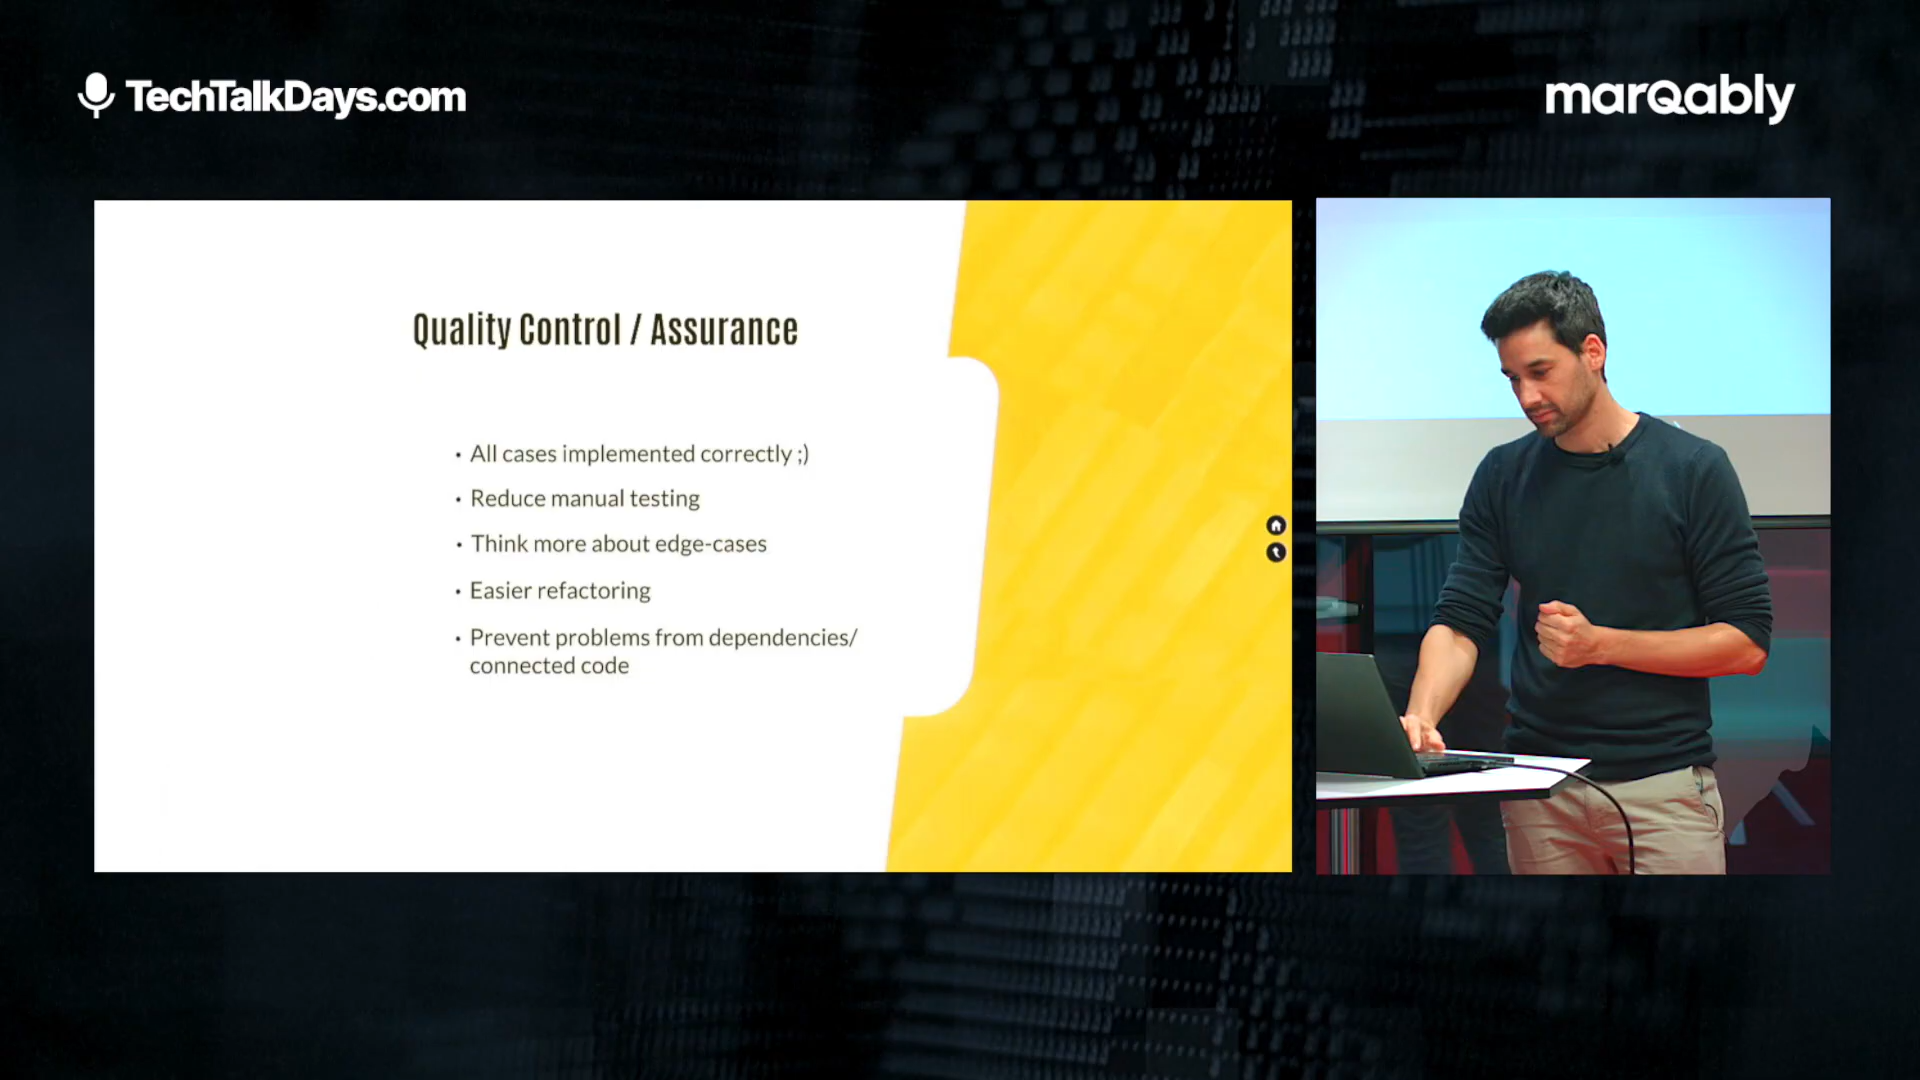 TechTalkDays.com
marQably
Quality Control / Assurance
• All cases implemented correctly ;)
• Reduce manual testing
• Think more about edge-cases
• Easier refactoring
• Prevent problems from dependencies/
connected code